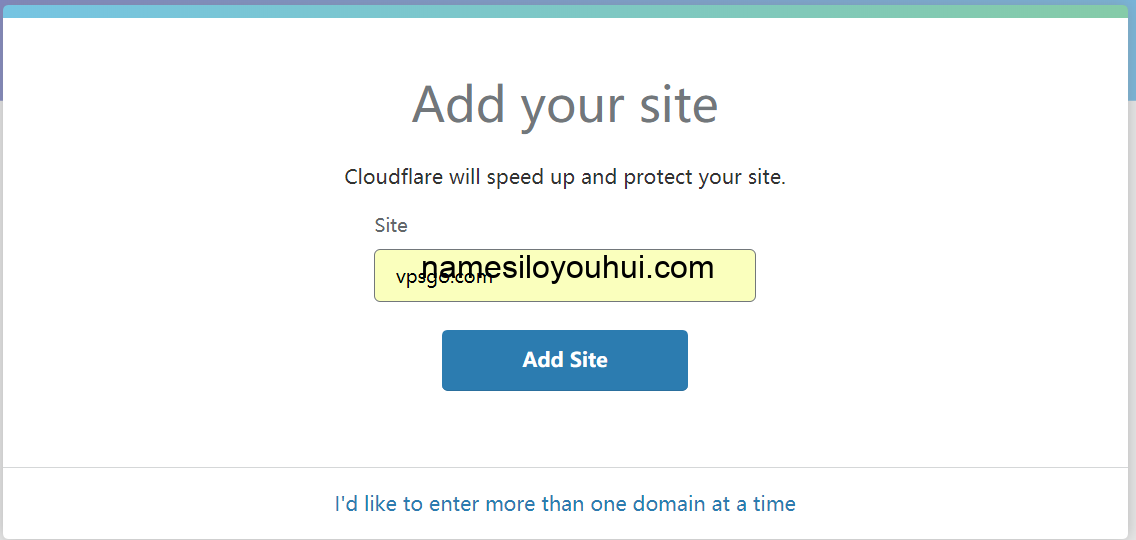 Add your site
Cloudflare will speed up and protect your site.
Site
namesiloyouhui.com
vpsgo.com
Add Site
I'd like to enter more than one domain at a time